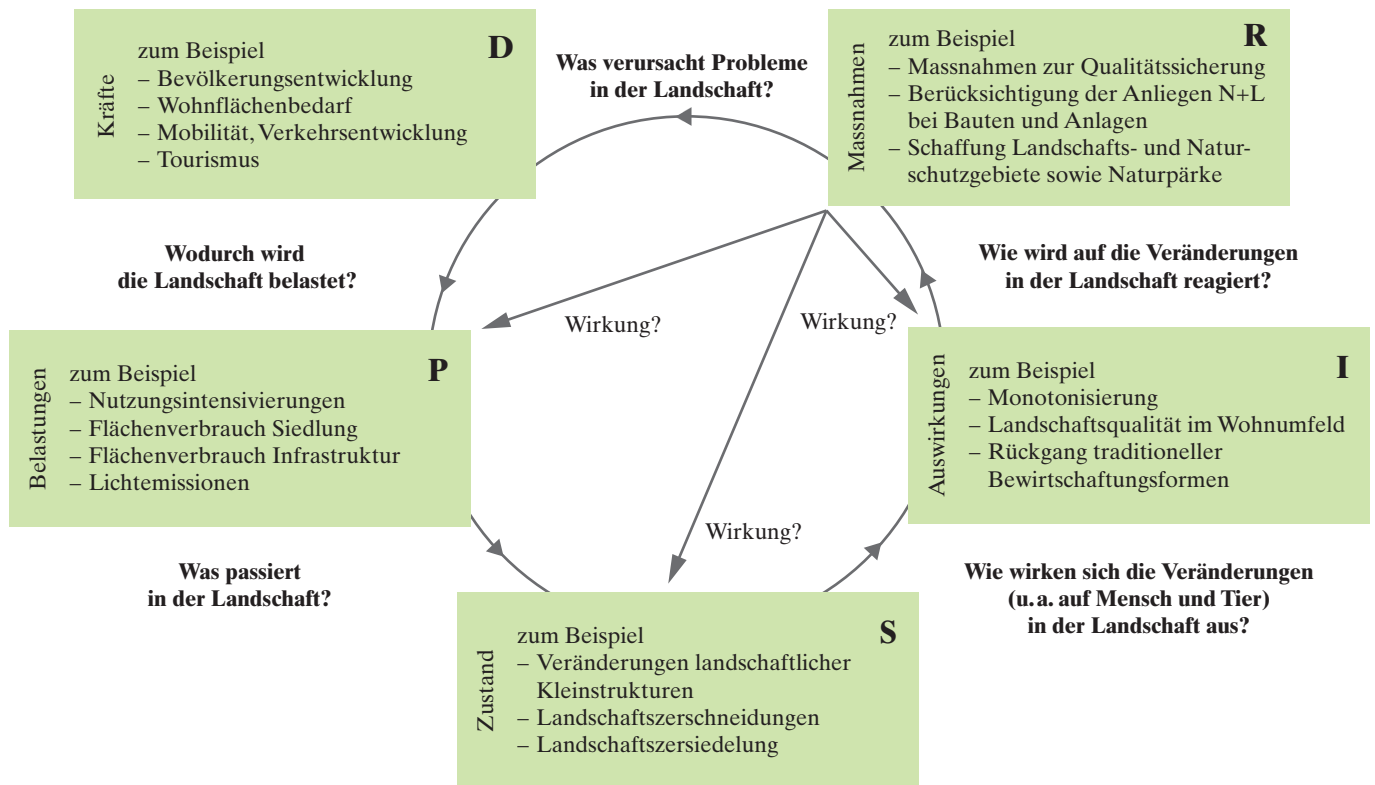 D
Kräfte
zum Beispiel
– Bevölkerungsentwicklung
– Wohnflächenbedarf
– Mobilität, Verkehrsentwicklung
– Tourismus
Was verursacht Probleme
in der Landschaft?
R
Massnahmen
zum Beispiel
– Massnahmen zur Qualitätssicherung
– Berücksichtigung der Anliegen N+L
bei Bauten und Anlagen
– Schaffung Landschafts- und Natur-
schutzgebiete sowie Naturpärke
Wodurch wird
die Landschaft belastet?
Wie wird auf die Veränderungen
in der Landschaft reagiert?
Wirkung?
Wirkung?
P
Belastungen
zum Beispiel
– Nutzungsintensivierungen
– Flächenverbrauch Siedlung
– Flächenverbrauch Infrastruktur
– Lichtemissionen
I
Auswirkungen
zum Beispiel
– Monotonisierung
– Landschaftsqualität im Wohnumfeld
– Rückgang traditioneller
Bewirtschaftungsformen
Wirkung?
Was passiert
in der Landschaft?
Wie wirken sich die Veränderungen
(u. a. auf Mensch und Tier)
in der Landschaft aus?
S
Zustand
zum Beispiel
– Veränderungen landschaftlicher
Kleinstrukturen
– Landschaftszerschneidungen
– Landschaftszersiedelung